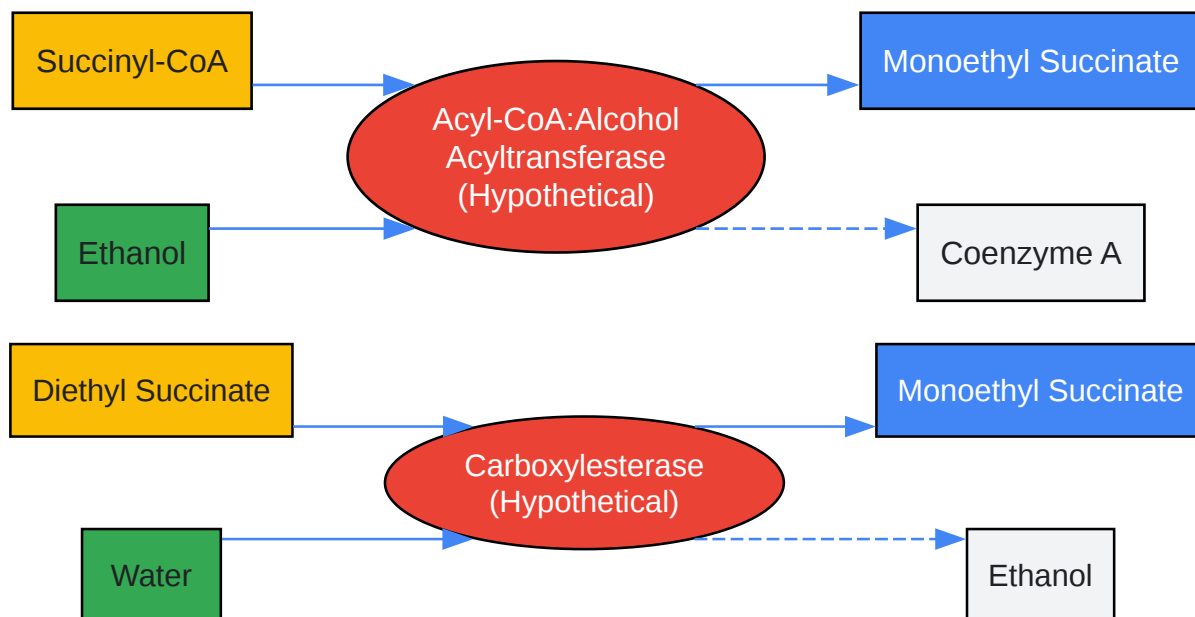 Succinyl-CoA
Monoethyl Succinate
Acyl-CoA:Alcohol
Acyltransferase
(Hypothetical)
Ethanol
Coenzyme A
Diethyl Succinate
Monoethyl Succinate
Carboxylesterase
(Hypothetical)
Water
Ethanol